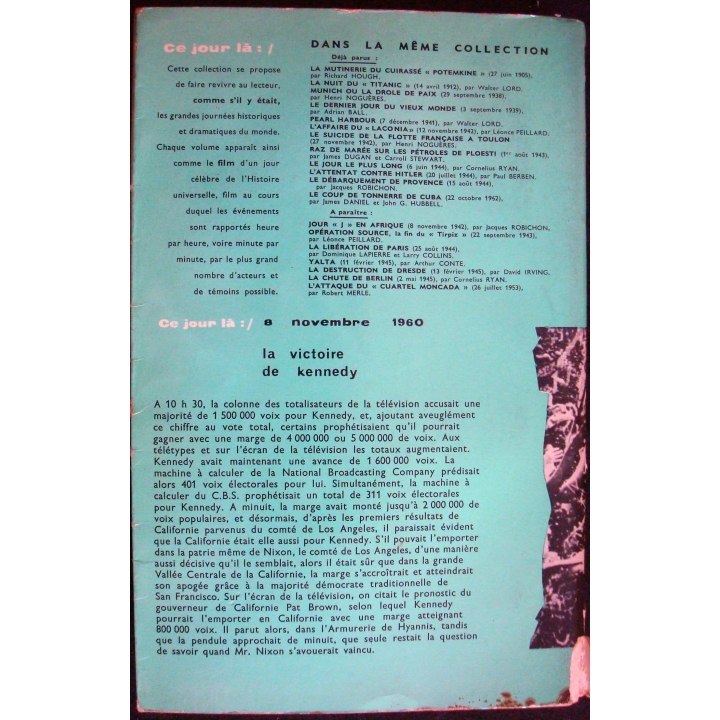 Ce jour là : /
Cette collection se propose
de faire revivre au lecteur,
comme s'il y était,
les grandes journées historiques
et dramatiques du monde.
Chaque volume apparaît ainsi
comme le film d'un jour
célèbre de l'Histoire
universelle, film au cours
duquel les événements
sont rapportés heure
par heure, voire minute par
minute, par le plus grand
nombre d'acteurs et
de témoins possible.
DANS LA MÊME COLLECTION
Déjà parus :
LA MUTINERIE DU CUIRASSÉ « POTEMKINE » (27 juin 1905),
par Richard HOUGH.
LA NUIT DU « TITANIC » (14 avril 1912), par Walter LORD.
MUNICH OU LA DROLE DE PAIX (29 septembre 1938),
par Henri NOGUÈRES.
LE DERNIER JOUR DU VIEUX MONDE (3 septembre 1939),
par Adrian BALL.
PEARL HARBOUR (7 décembre 1941), par Walter LORD.
L'AFFAIRE DU « LACONIA » (12 novembre 1942), par Léonce PEILLARD.
LE SUICIDE DE LA FLOTTE FRANÇAISE A TOULON
(27 novembre 1942), par Henri NOGUÈRES.
RAZ DE MARÉE SUR LES PÉTROLES DE PLOESTI (1er août 1943),
par James DUGAN et Carroll STEWART.
LE JOUR LE PLUS LONG (6 juin 1944), par Cornelius RYAN.
L'ATTENTAT CONTRE HITLER (20 juillet 1944), par Paul BERBEN.
LE DÉBARQUEMENT DE PROVENCE (15 août 1944),
par Jacques ROBICHON.
LE COUP DE TONNERRE DE CUBA (22 octobre 1962),
par James DANIEL et John G. HUBBELL.
A paraître :
JOUR « J » EN AFRIQUE (8 novembre 1942), par Jacques ROBICHON.
OPÉRATION SOURCE, la fin du « Tirpitz » (22 septembre 1943),
par Léonce PEILLARD.
LA LIBÉRATION DE PARIS (25 août 1944),
par Dominique LAPIERRE et Larry COLLINS.
YALTA (11 février 1945), par Arthur CONTE.
LA DESTRUCTION DE DRESDE (13 février 1945), par David IRVING.
LA CHUTE DE BERLIN (2 mai 1945), par Cornelius RYAN.
L'ATTAQUE DU « CUARTEL MONCADA » (26 juillet 1953),
par Robert MERLE.
Ce jour là : / 8 novembre 1960
la victoire
de kennedy
A 10 h 30, la colonne des totalisateurs de la télévision accusait une
majorité de 1 500 000 voix pour Kennedy, et, ajoutant aveuglément
ce chiffre au vote total, certains prophétisaient qu'il pourrait
gagner avec une marge de 4 000 000 ou 5 000 000 de voix. Aux
télétypes et sur l'écran de la télévision les totaux augmentaient.
Kennedy avait maintenant une avance de 1 600 000 voix. La
machine à calculer de la National Broadcasting Company prédisait
alors 401 voix électorales pour lui. Simultanément, la machine à
calculer du C.B.S. prophétisait un total de 311 voix électorales
pour Kennedy. A minuit, la marge avait monté jusqu'à 2 000 000 de
voix populaires, et désormais, d'après les premiers résultats de
Californie parvenus du comté de Los Angeles, il paraissait évident
que la Californie était elle aussi pour Kennedy. S'il pouvait l'emporter
dans la patrie même de Nixon, le comté de Los Angeles, d'une manière
aussi décisive qu'il le semblait, alors il était sûr que dans la grande
Vallée Centrale de la Californie, la marge s'accroîtrait et atteindrait
son apogée grâce à la majorité démocrate traditionnelle de
San Francisco. Sur l'écran de la télévision, on citait le pronostic du
gouverneur de Californie Pat Brown, selon lequel Kennedy
pourrait l'emporter en Californie avec une marge atteignant
800 000 voix. Il parut alors, dans l'Armurerie de Hyannis, tandis
que la pendule approchait de minuit, que seule restait la question
de savoir quand Mr. Nixon s'avouerait vaincu.